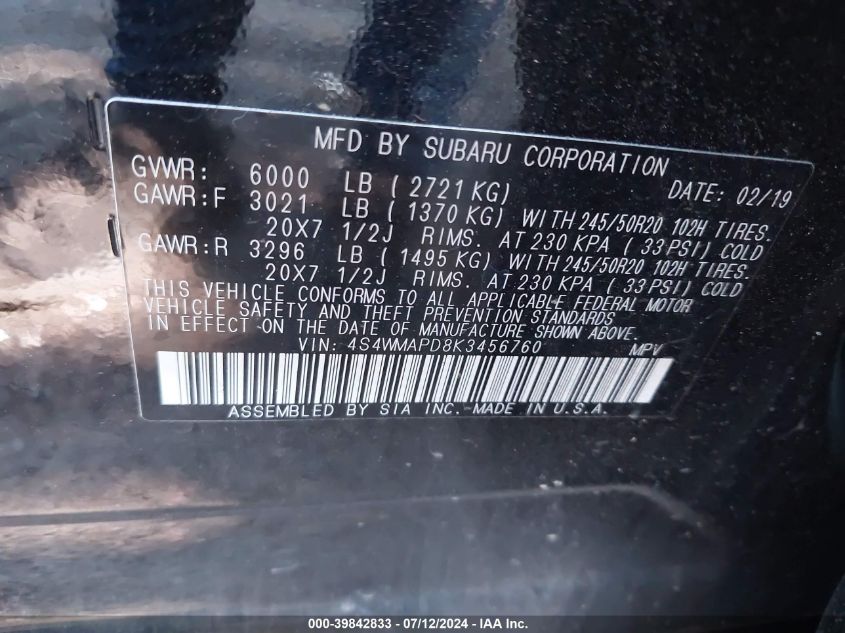 MFD BY SUBARU CORPORATION
GVWR: 6000 LB ( 2721 KG) DATE: 02/19
GAWR:F 3021 LB ( 1370 KG) WITH 245/50R20 102H TIRES.
20X7 1/2J RIMS. AT 230 KPA ( 33 PSI) COLD
GAWR:R 3296 LB ( 1495 KG) WITH 245/50R20 102H TIRES.
20X7 1/2J RIMS. AT 230 KPA ( 33 PSI) COLD
THIS VEHICLE CONFORMS TO ALL APPLICABLE FEDERAL MOTOR
VEHICLE SAFETY AND THEFT PREVENTION STANDARDS
IN EFFECT ON THE DATE OF MANUFACTURE SHOWN ABOVE.
VIN: 4S4WMAPD8K3456760 MPV
ASSEMBLED BY SIA INC. MADE IN U.S.A.
000-39842833 - 07/12/2024 - IAA Inc.